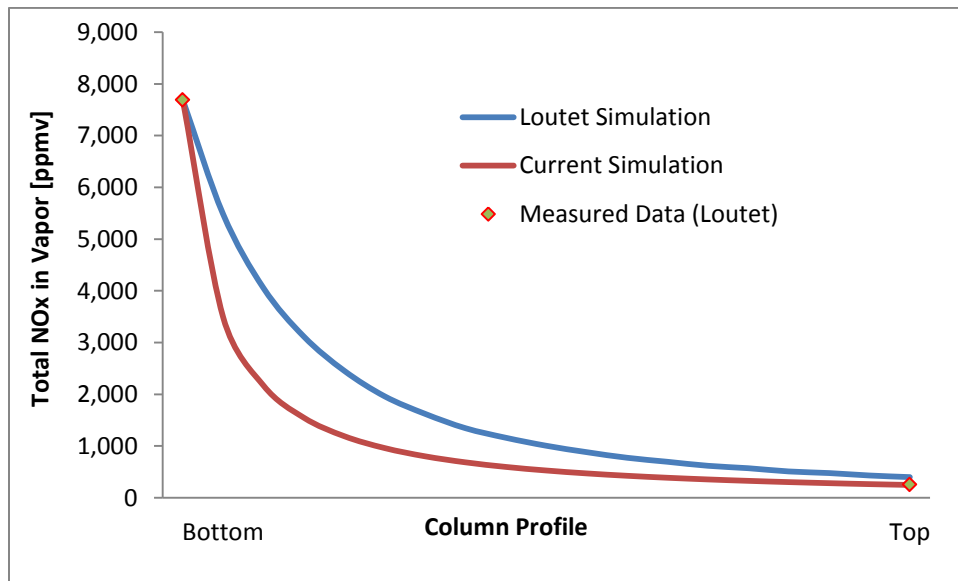 9,000
8,000
7,000
6,000
5,000
4,000
3,000
2,000
1,000
0
Total NOx in Vapor [ppmv]
Loutet Simulation
Current Simulation
Measured Data (Loutet)
Bottom
Column Profile
Top